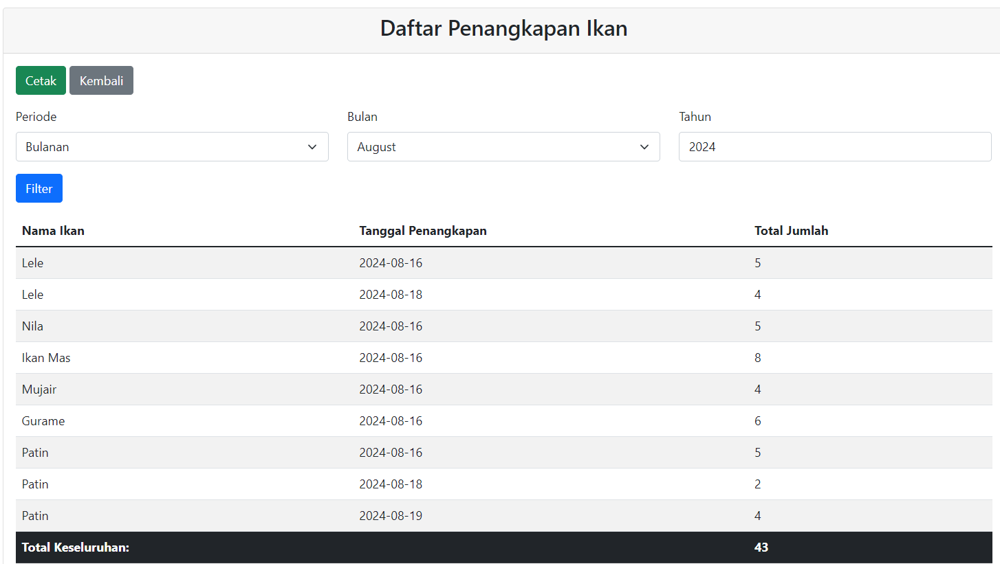 Daftar Penangkapan Ikan
Cetak Kembali
Periode Bulan Tahun
Bulanan August 2024
Filter
Nama Ikan Tanggal Penangkapan Total Jumlah
Lele 2024-08-16 5
Lele 2024-08-18 4
Nila 2024-08-16 5
Ikan Mas 2024-08-16 8
Mujair 2024-08-16 4
Gurame 2024-08-16 6
Patin 2024-08-16 5
Patin 2024-08-18 2
Patin 2024-08-19 4
Total Keseluruhan: 43